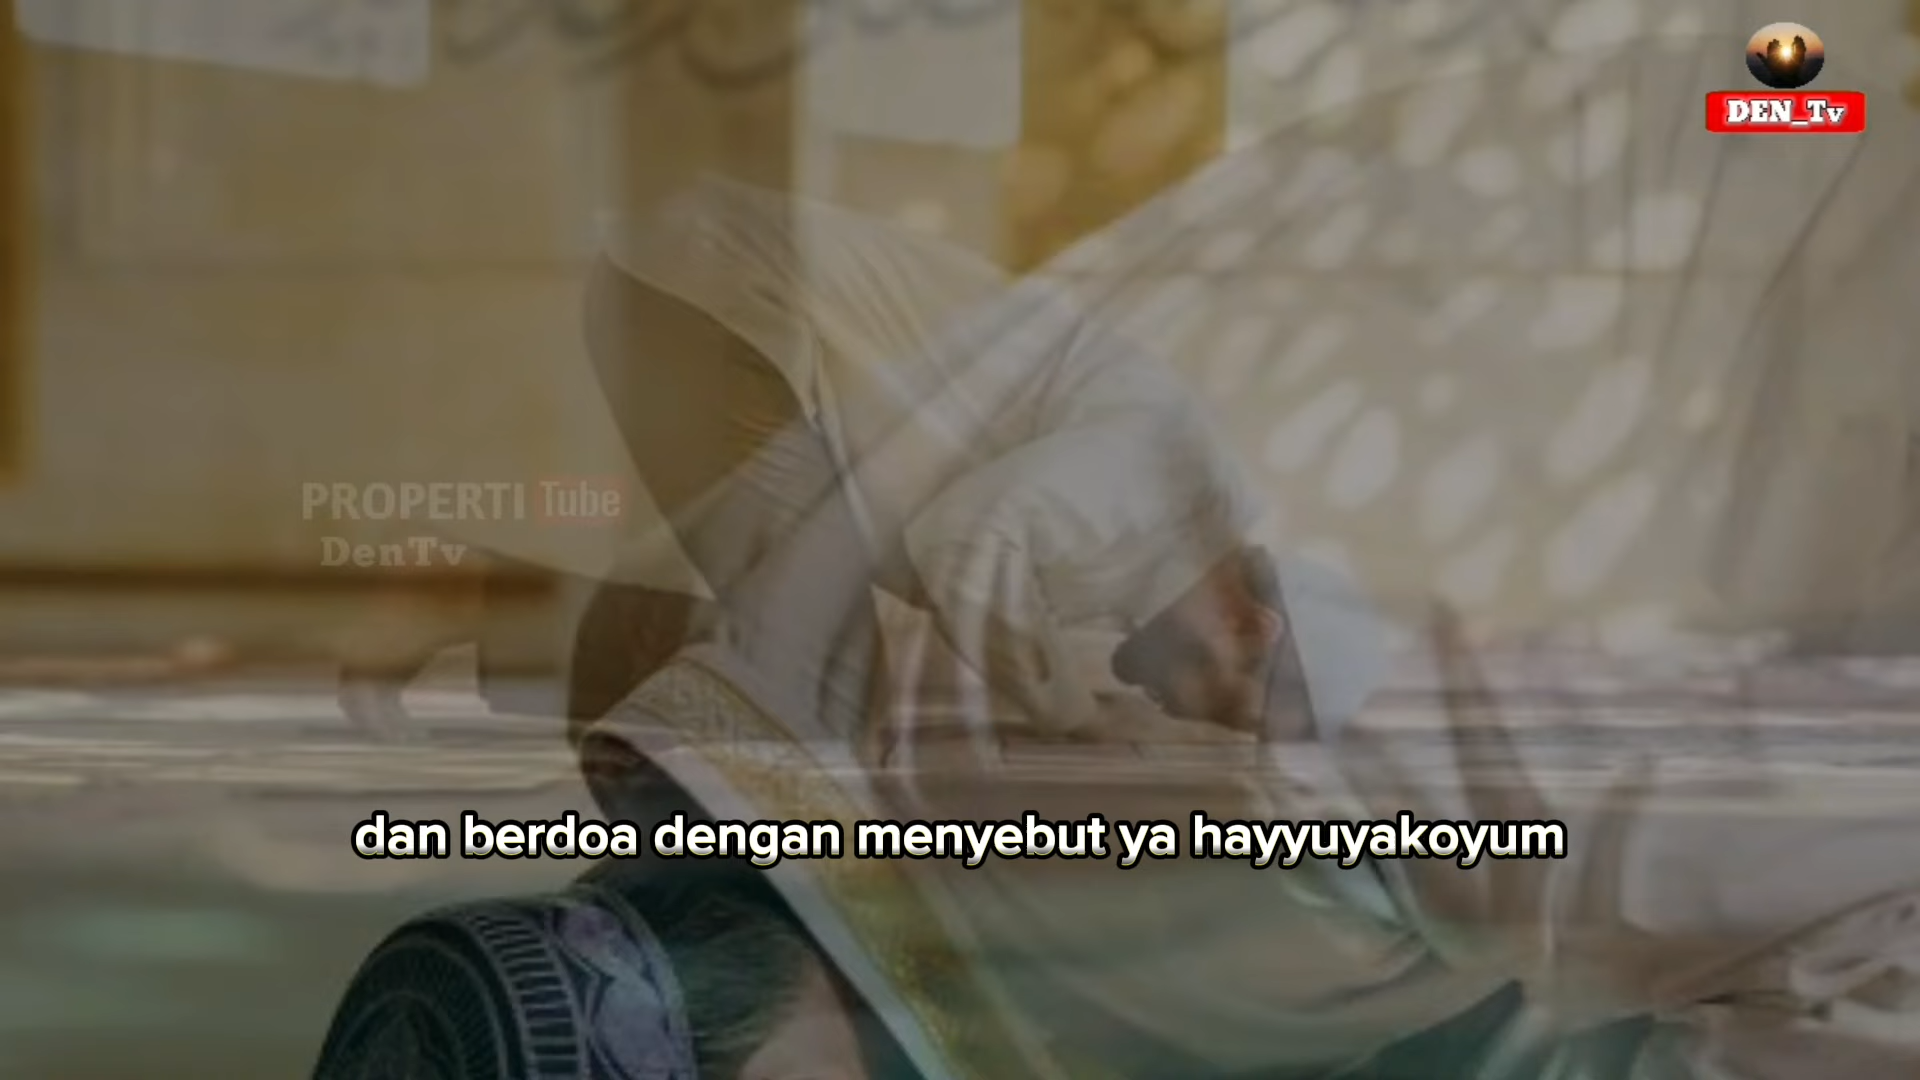 DEN_Tv
PROPERTI Tube
DenTv
dan berdoa dengan menyebut ya hayyuyakoyum